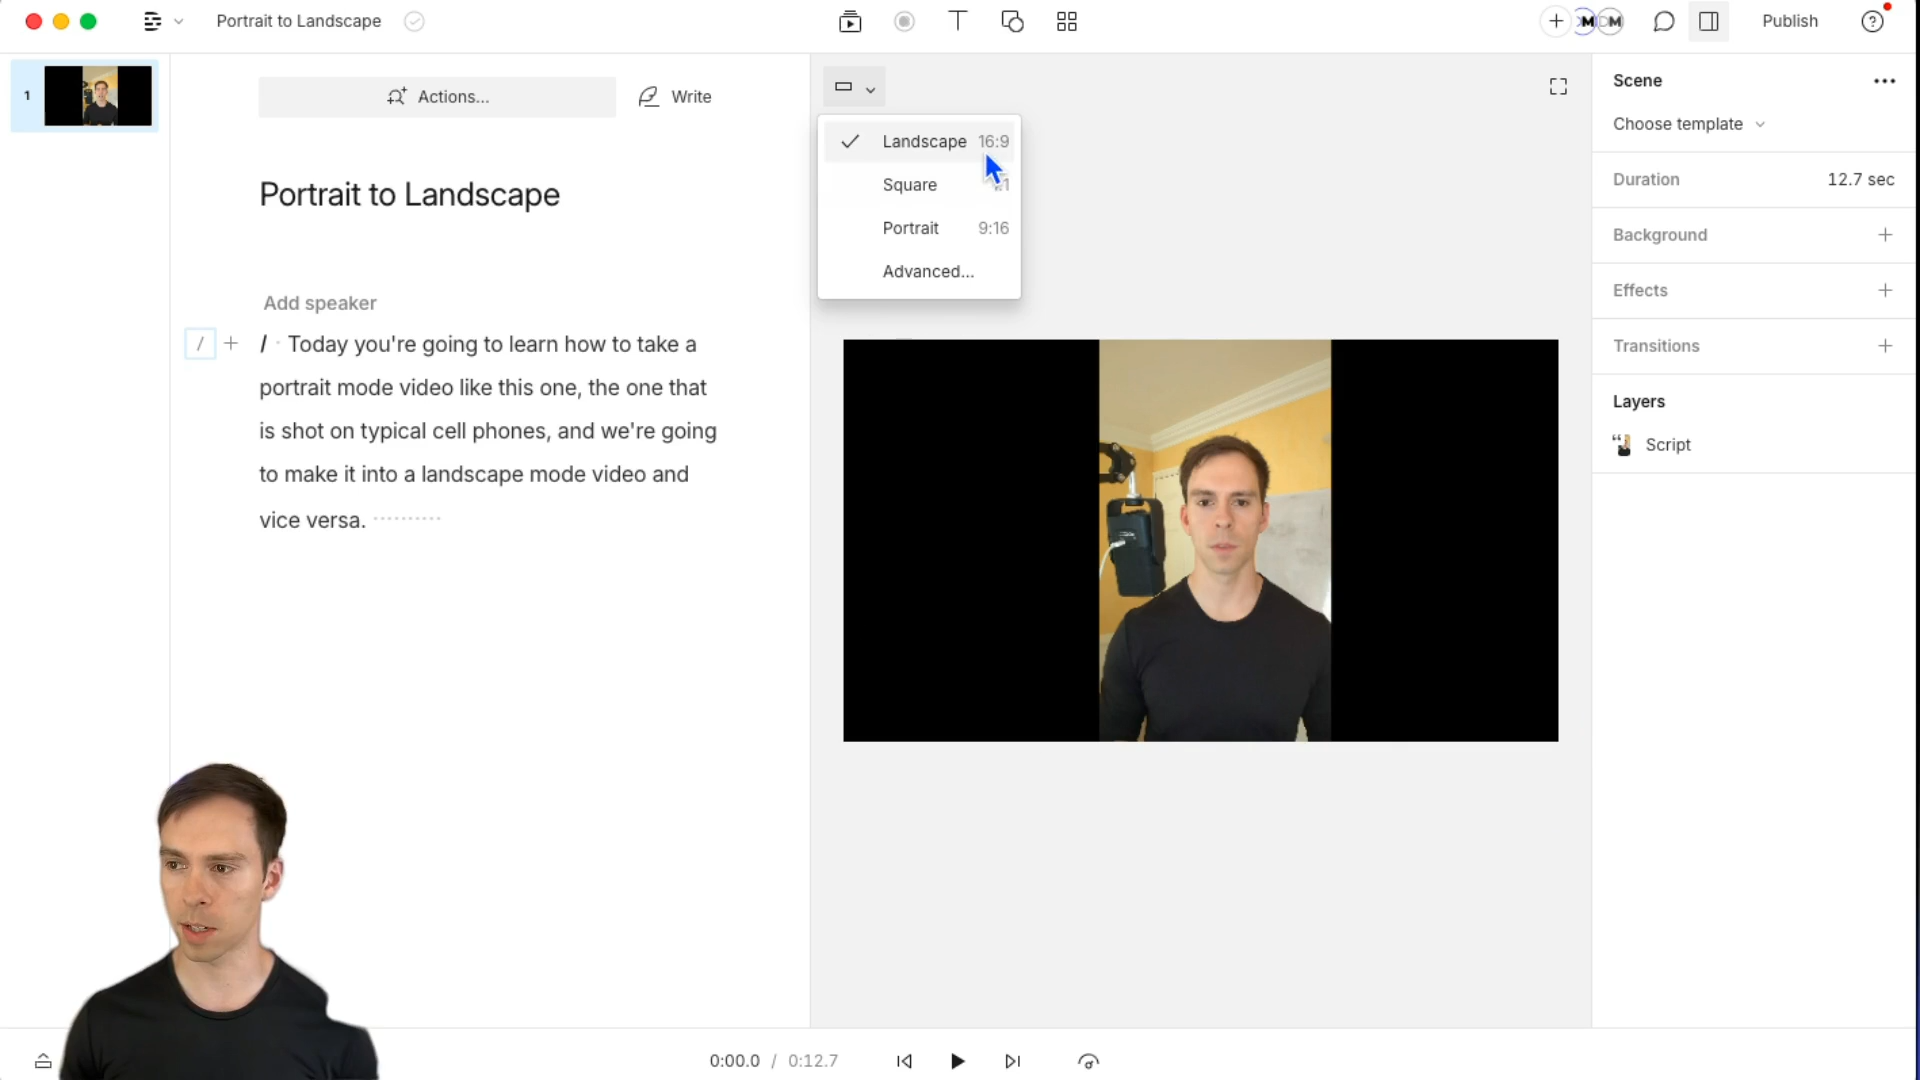 Portrait to Landscape
M
M
Publish
1
Actions...
Write
Landscape 16:9
Square
Portrait 9:16
Advanced...
Scene
Choose template
Duration 12.7 sec
Background
Effects
Transitions
Layers
Script
Portrait to Landscape
Add speaker
/
/ Today you're going to learn how to take a
portrait mode video like this one, the one that
is shot on typical cell phones, and we're going
to make it into a landscape mode video and
vice versa.
0:00.0 / 0:12.7